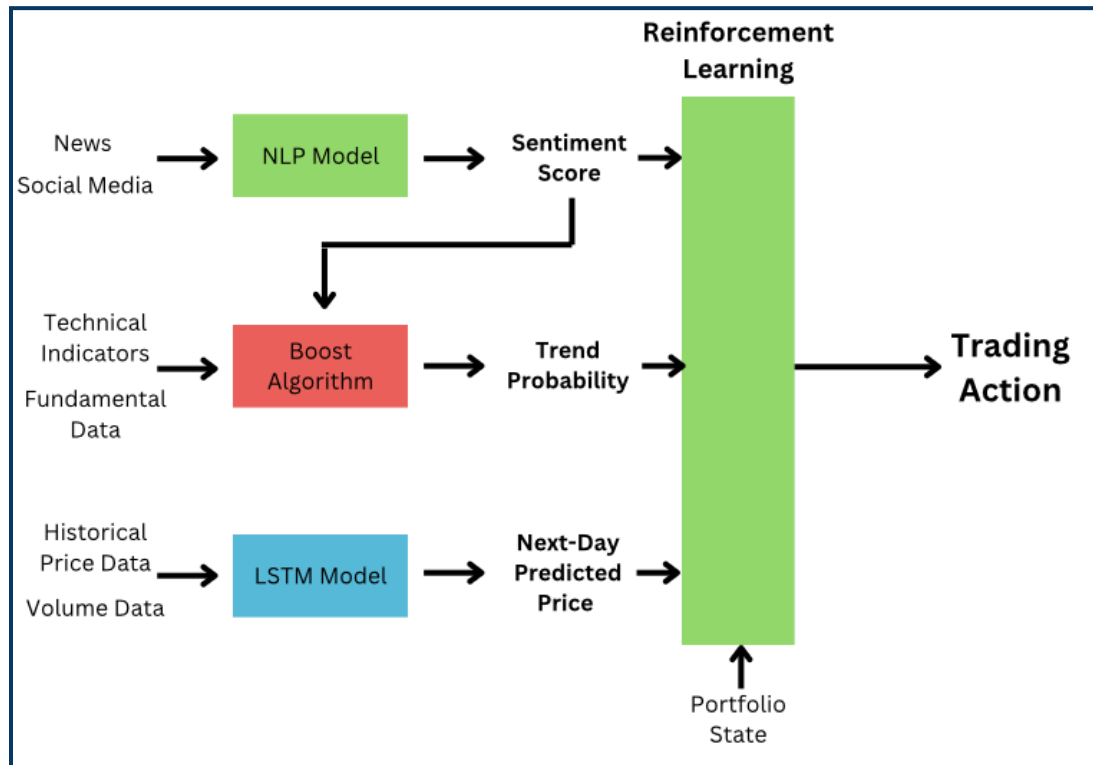 Reinforcement
Learning
News
Social Media
NLP Model
Sentiment
Score
Technical
Indicators
Fundamental
Data
Boost
Algorithm
Trend
Probability
Trading
Action
Historical
Price Data
Volume Data
LSTM Model
Next-Day
Predicted
Price
Portfolio
State